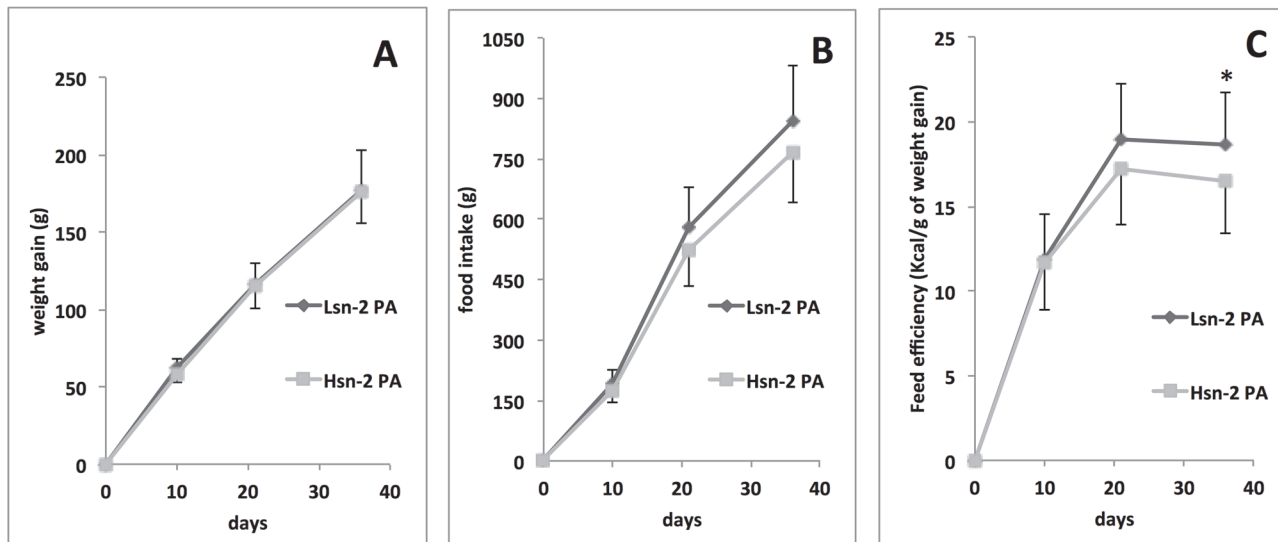 A
250
200
150
100
50
0
0 10 20 30 40
weight gain (g)
days
Lsn-2 PA
Hsn-2 PA
B
1050
900
750
600
450
300
150
0
0 10 20 30 40
food intake (g)
days
Lsn-2 PA
Hsn-2 PA
C
*
25
20
15
10
5
0
0 10 20 30 40
Feed efficiency (Kcal/g of weight gain)
days
Lsn-2 PA
Hsn-2 PA